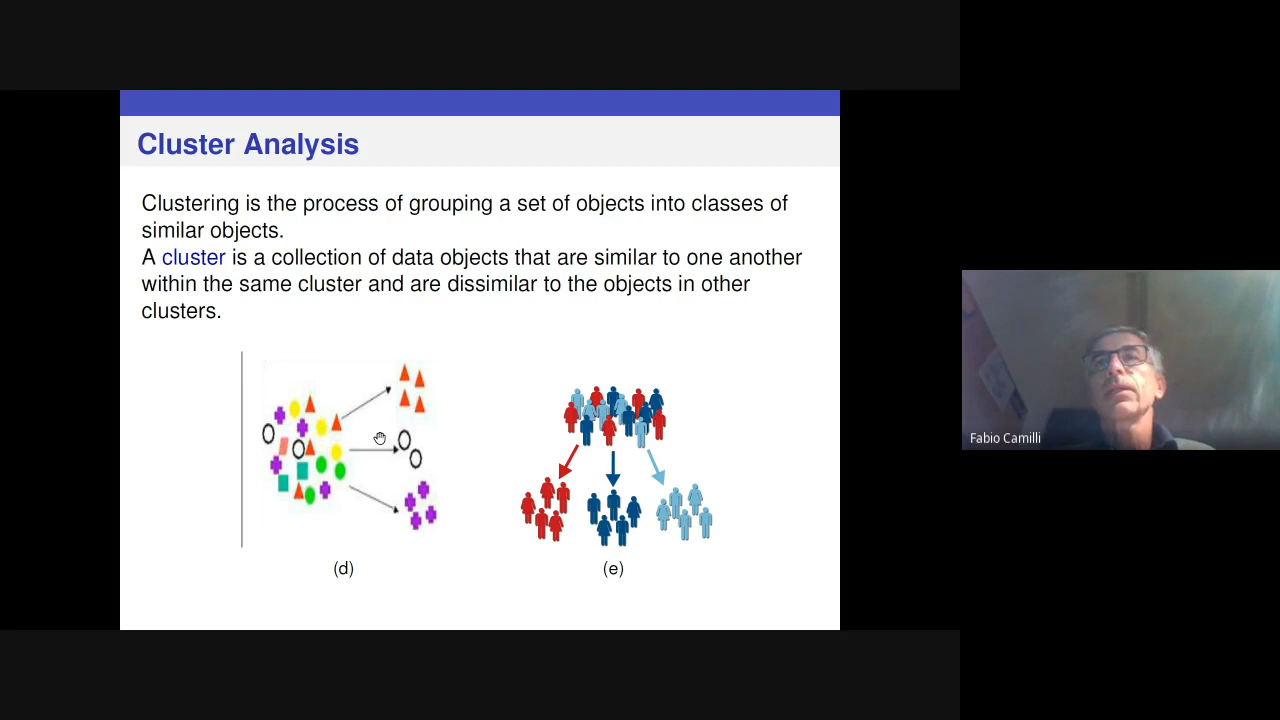 Cluster Analysis
Clustering is the process of grouping a set of objects into classes of
similar objects.
A cluster is a collection of data objects that are similar to one another
within the same cluster and are dissimilar to the objects in other
clusters.
(d)
(e)
Fabio Camilli